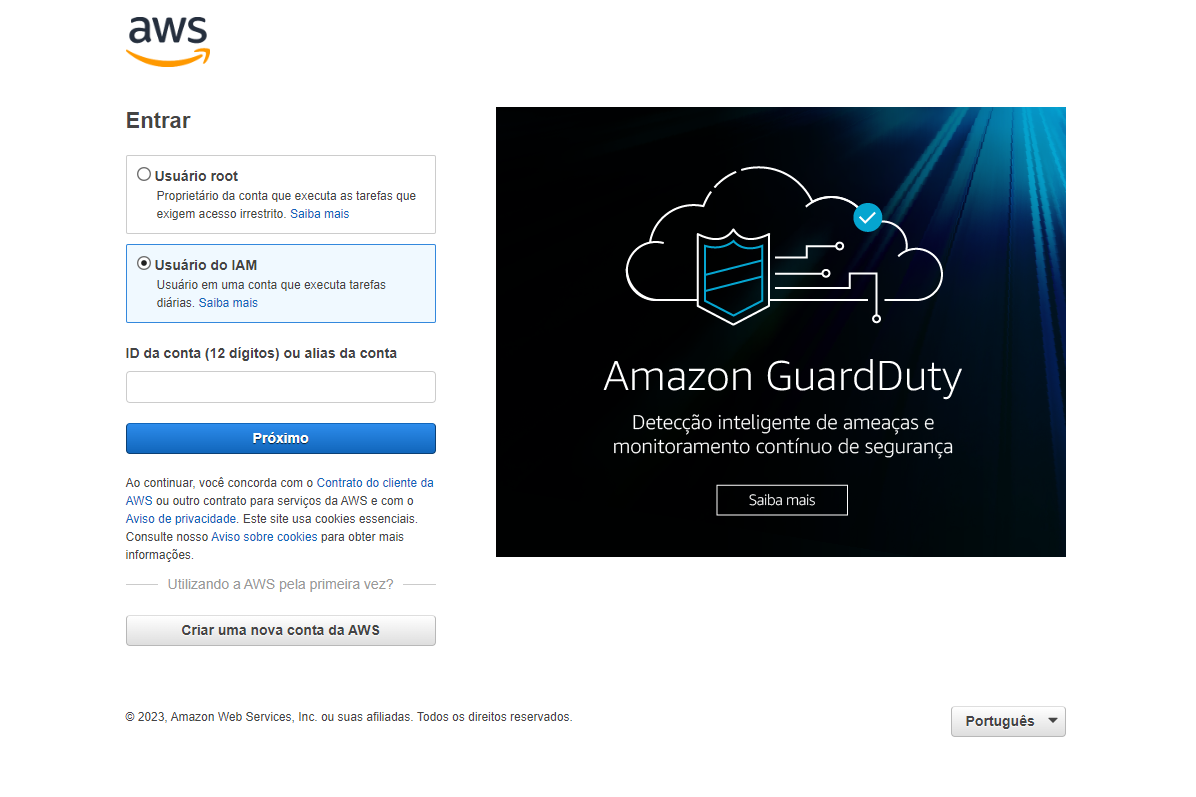 aws
Entrar
Usuário root
Proprietário da conta que executa as tarefas que
exigem acesso irrestrito. Saiba mais
Usuário do IAM
Usuário em uma conta que executa tarefas
diárias. Saiba mais
ID da conta (12 dígitos) ou alias da conta
Próximo
Ao continuar, você concorda com o Contrato do cliente da
AWS ou outro contrato para serviços da AWS e com o
Aviso de privacidade. Este site usa cookies essenciais.
Consulte nosso Aviso sobre cookies para obter mais
informações.
Utilizando a AWS pela primeira vez?
Criar uma nova conta da AWS
Amazon GuardDuty
Detecção inteligente de ameaças e
monitoramento contínuo de segurança
Saiba mais
© 2023, Amazon Web Services, Inc. ou suas afiliadas. Todos os direitos reservados.
Português